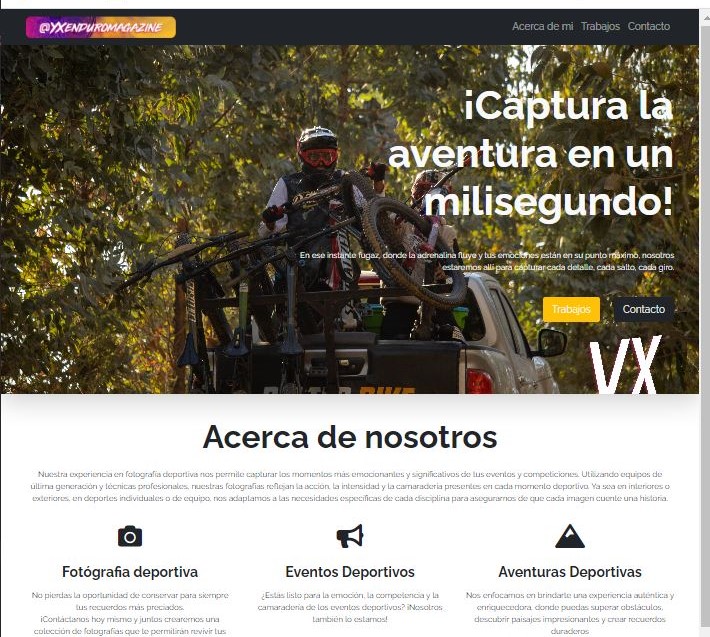 @YXENDUROMAGAZINE
Acerca de mi Trabajos Contacto
¡Captura la
aventura en un
milisegundo!
En ese instante fugaz, donde la adrenalina fluye y tus emociones están en su punto máximo, nosotros
estaremos allí para capturar cada detalle, cada salto, cada giro.
Trabajos Contacto
Acerca de nosotros
Nuestra experiencia en fotografía deportiva nos permite capturar los momentos más emocionantes y significativos de tus eventos y competiciones. Utilizando equipos de
última generación y técnicas profesionales, nuestras fotografías reflejan la acción, la intensidad y la camaradería presentes en cada momento deportivo. Ya sea en interiores o
exteriores, en deportes individuales o de equipo, nos adaptamos a las necesidades específicas de cada disciplina para asegurarnos de que cada imagen cuente una historia.
Fotógrafia deportiva
No pierdas la oportunidad de conservar para siempre
tus recuerdos más preciados.
¡Contáctanos hoy mismo y juntos crearemos una
colección de fotografías que te permitirán revivir tus
Eventos Deportivos
¿Estás listo para la emoción, la competencia y la
camaradería de los eventos deportivos? ¡Nosotros
también lo estamos!
Aventuras Deportivas
Nos enfocamos en brindarte una experiencia auténtica y
enriquecedora, donde puedas superar obstáculos,
descubrir paisajes impresionantes y crear recuerdos
duraderos